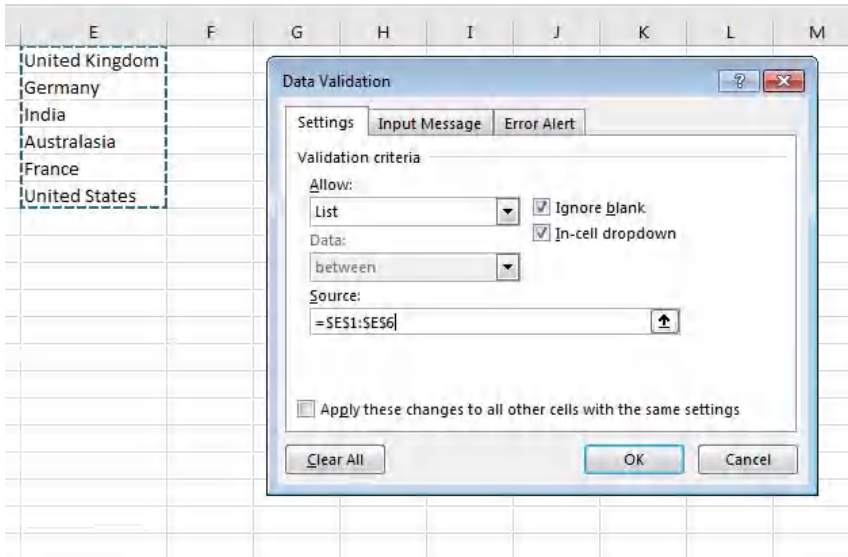 E F G H I J K L M
United Kingdom
Germany
India
Australasia
France
United States
Data Validation
Settings Input Message Error Alert
Validation criteria
Allow:
List
Ignore blank
In-cell dropdown
Data:
between
Source:
=$E$1:$E$6
Apply these changes to all other cells with the same settings
Clear All OK Cancel